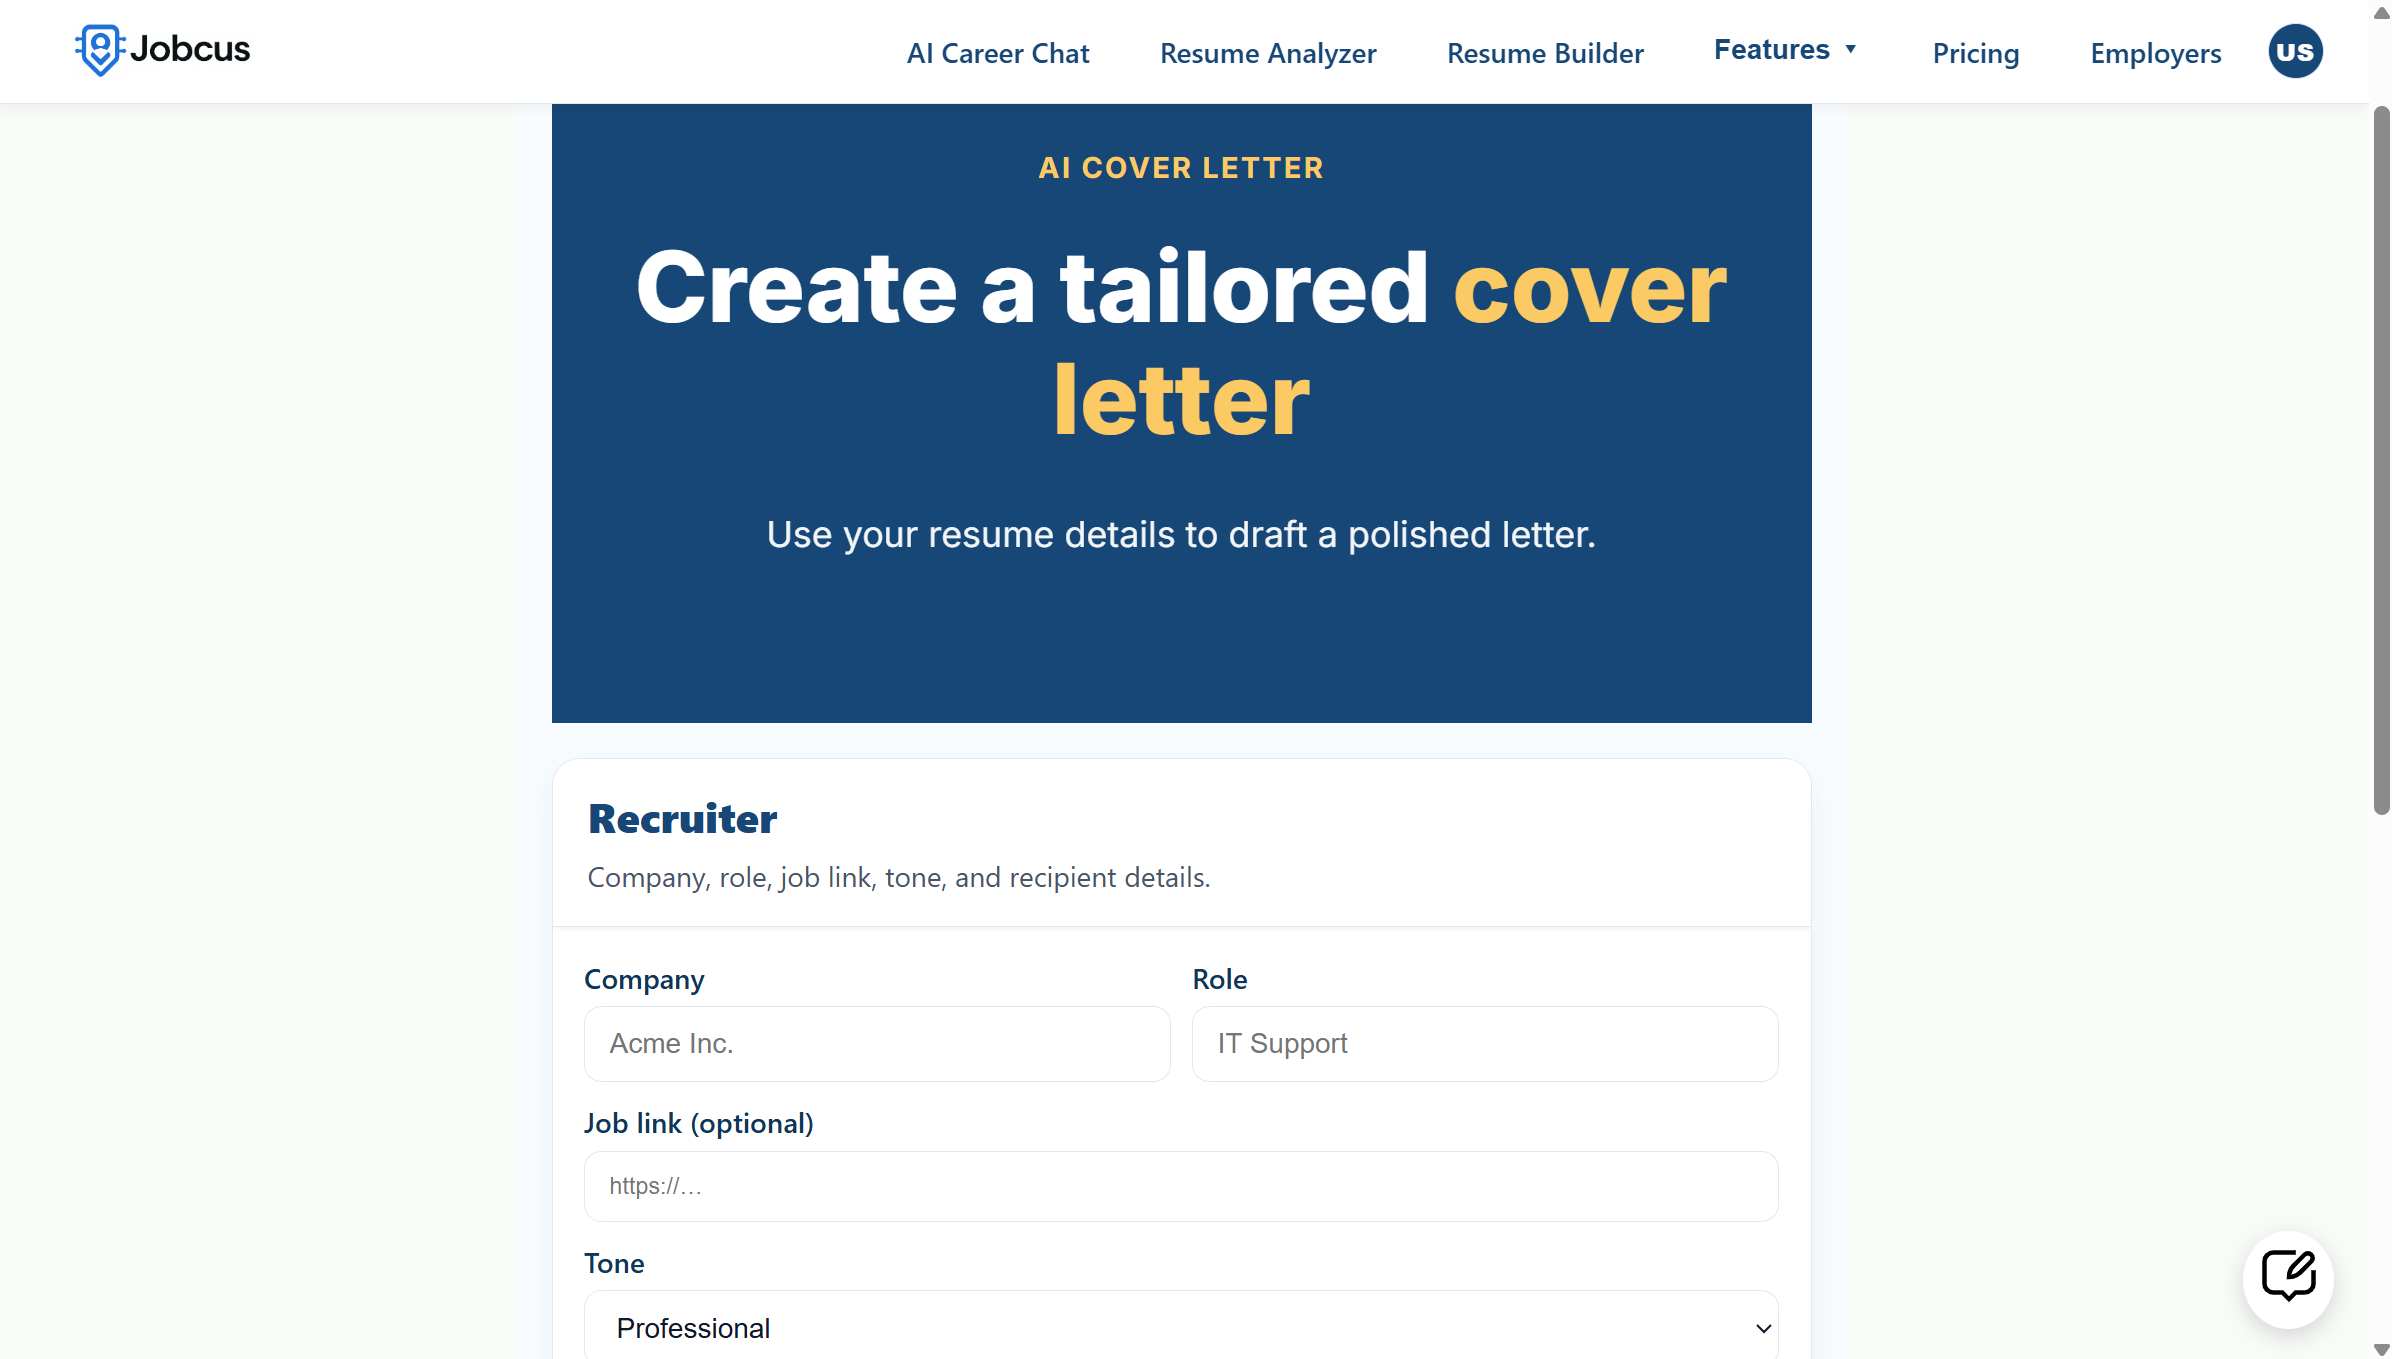 Jobcus
AI Career Chat
Resume Analyzer
Resume Builder
Features
Pricing
Employers
US
AI COVER LETTER
Create a tailored cover
letter
Use your resume details to draft a polished letter.
Recruiter
Company, role, job link, tone, and recipient details.
Company
Role
Acme Inc.
IT Support
Job link (optional)
https://…
Tone
Professional